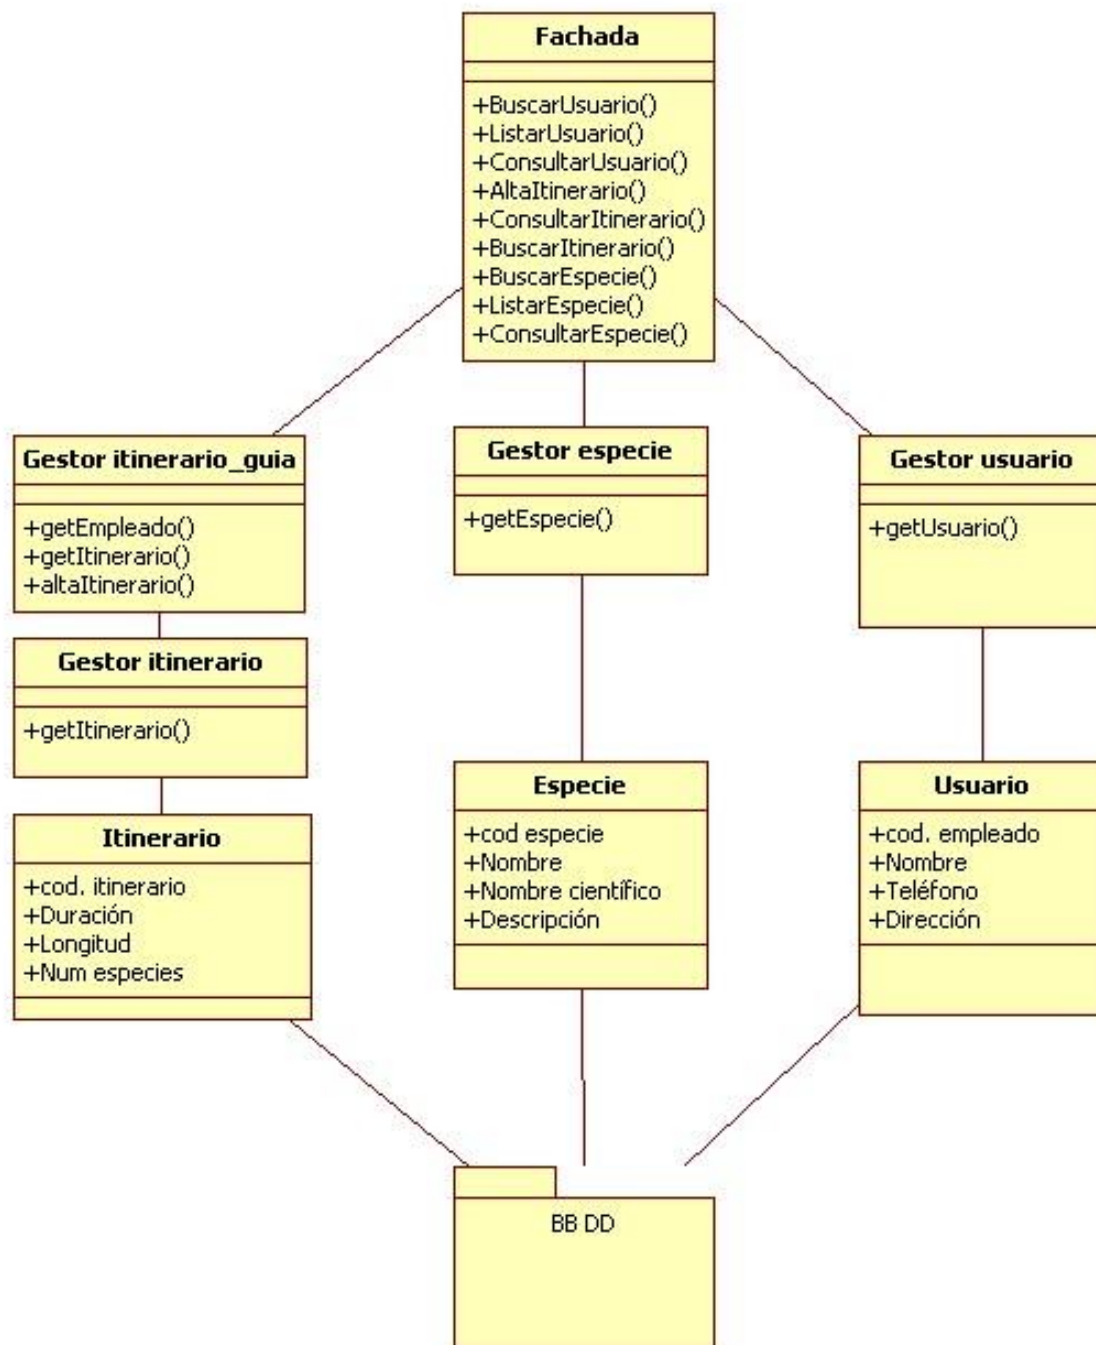 Fachada
+BuscarUsuario()
+ListarUsuario()
+ConsultarUsuario()
+AltaItinerario()
+ConsultarItinerario()
+BuscarItinerario()
+BuscarEspecie()
+ListarEspecie()
+ConsultarEspecie()
Gestor itinerario_guia
+getEmpleado()
+getItinerario()
+altaItinerario()
Gestor especie
+getEspecie()
Gestor usuario
+getUsuario()
Gestor itinerario
+getItinerario()
Itinerario
+cod. itinerario
+Duración
+Longitud
+Num especies
Especie
+cod especie
+Nombre
+Nombre científico
+Descripción
Usuario
+cod. empleado
+Nombre
+Teléfono
+Dirección
BB DD